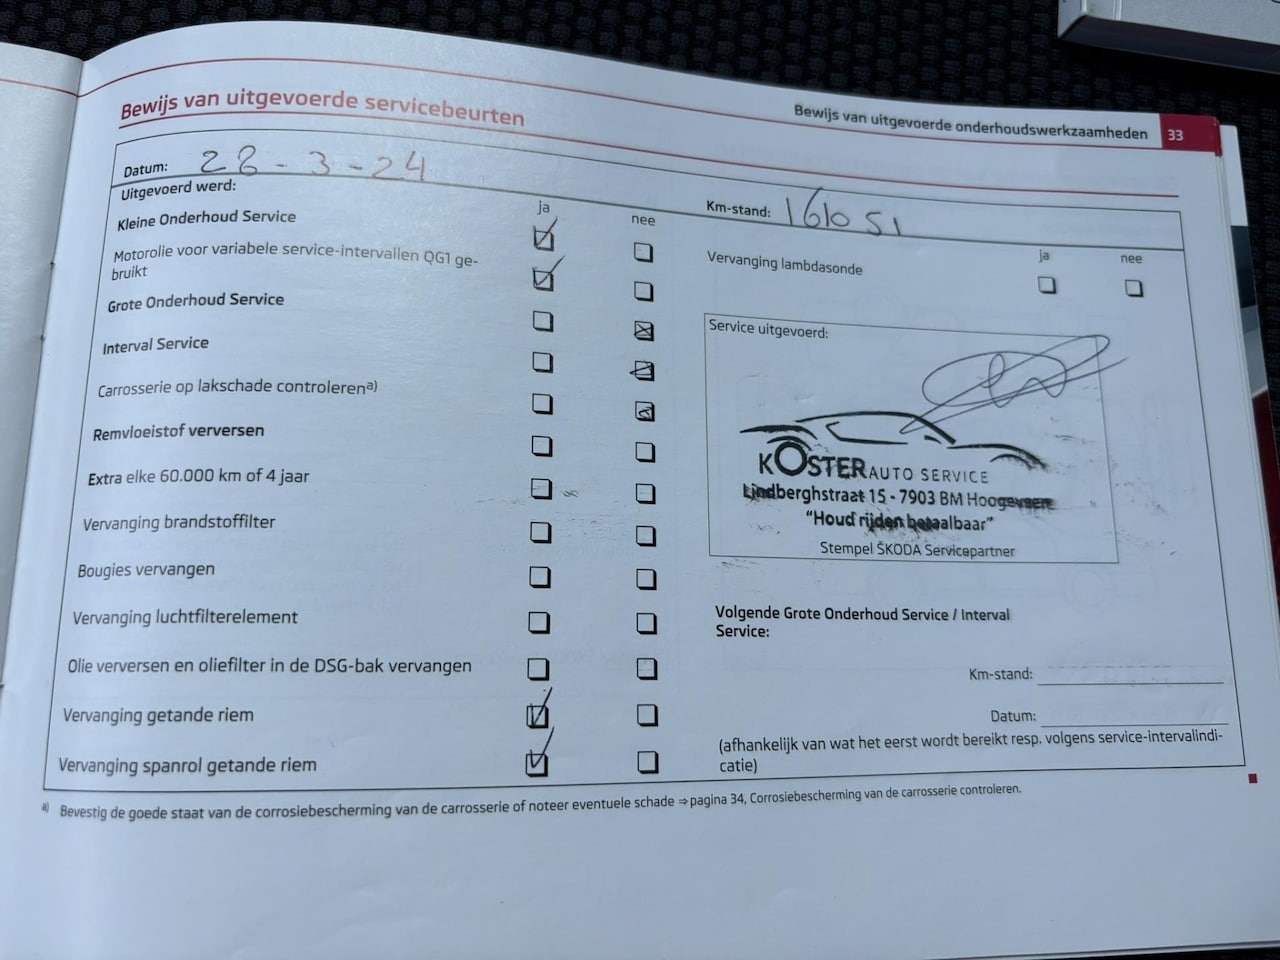 Bewijs van uitgevoerde onderhoudswerkzaamheden 33
Bewijs van uitgevoerde servicebeurten
Datum: 28-3-24
Km-stand: 161051
Uitgevoerd werd:
ja nee
Kleine Onderhoud Service
Motorolie voor variabele service-intervallen QG1 ge-
bruikt
Grote Onderhoud Service
Interval Service
Carrosserie op lakschade controleren a)
Remvloeistof verversen
Extra elke 60.000 km of 4 jaar
Vervanging brandstoffilter
Bougies vervangen
Vervanging luchtfilterelement
Olie verversen en oliefilter in de DSG-bak vervangen
Vervanging getande riem
Vervanging spanrol getande riem
ja nee
Vervanging lambdasonde
Service uitgevoerd:
KOSTER AUTO SERVICE
Lindberghstraat 15 - 7903 BM Hoogeveen
"Houd rijden betaalbaar"
Stempel ŠKODA Servicepartner
Volgende Grote Onderhoud Service / Interval
Service:
Km-stand:
Datum:
(afhankelijk van wat het eerst wordt bereikt resp. volgens service-intervalindi-
catie)
a) Bevestig de goede staat van de corrosiebescherming van de carrosserie of noteer eventuele schade ⇒ pagina 34, Corrosiebescherming van de carrosserie controleren.